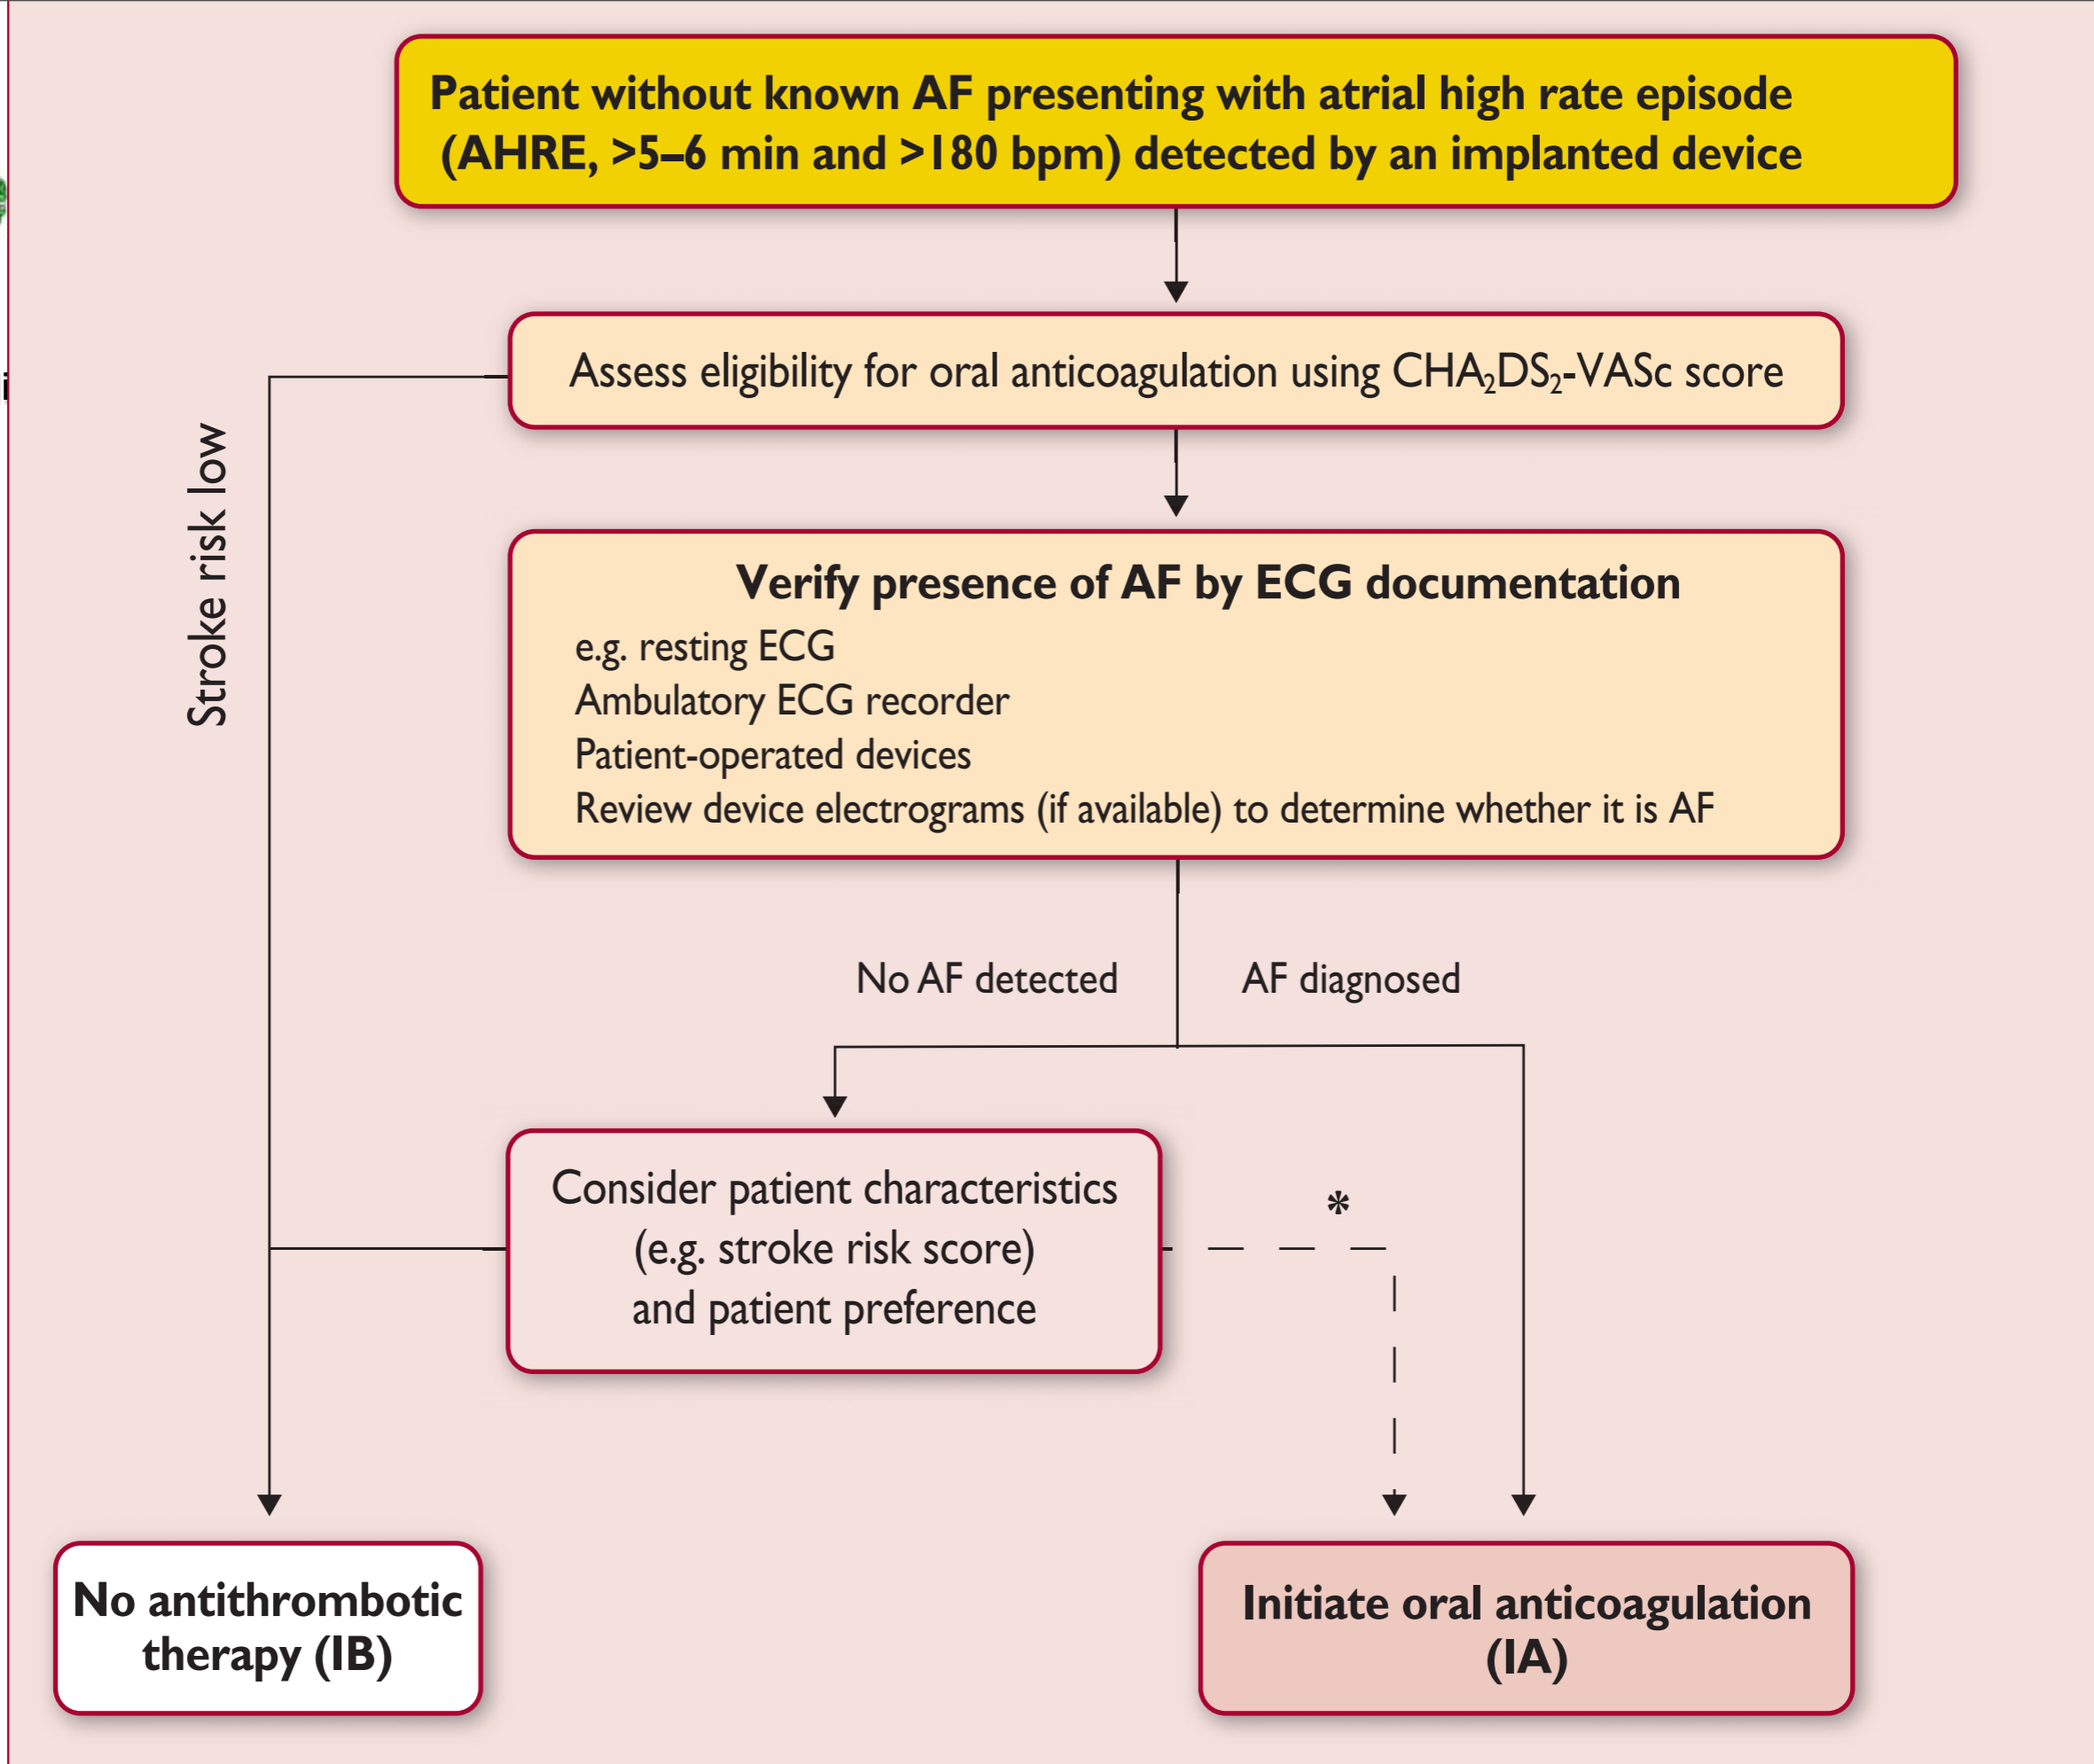 Patient without known AF presenting with atrial high rate episode
(AHRE, >5–6 min and >180 bpm) detected by an implanted device
Assess eligibility for oral anticoagulation using CHA₂DS₂-VASc score
Stroke risk low
Verify presence of AF by ECG documentation
e.g. resting ECG
Ambulatory ECG recorder
Patient-operated devices
Review device electrograms (if available) to determine whether it is AF
No AF detected
AF diagnosed
Consider patient characteristics
(e.g. stroke risk score)
and patient preference
*
No antithrombotic
therapy (IB)
Initiate oral anticoagulation
(IA)